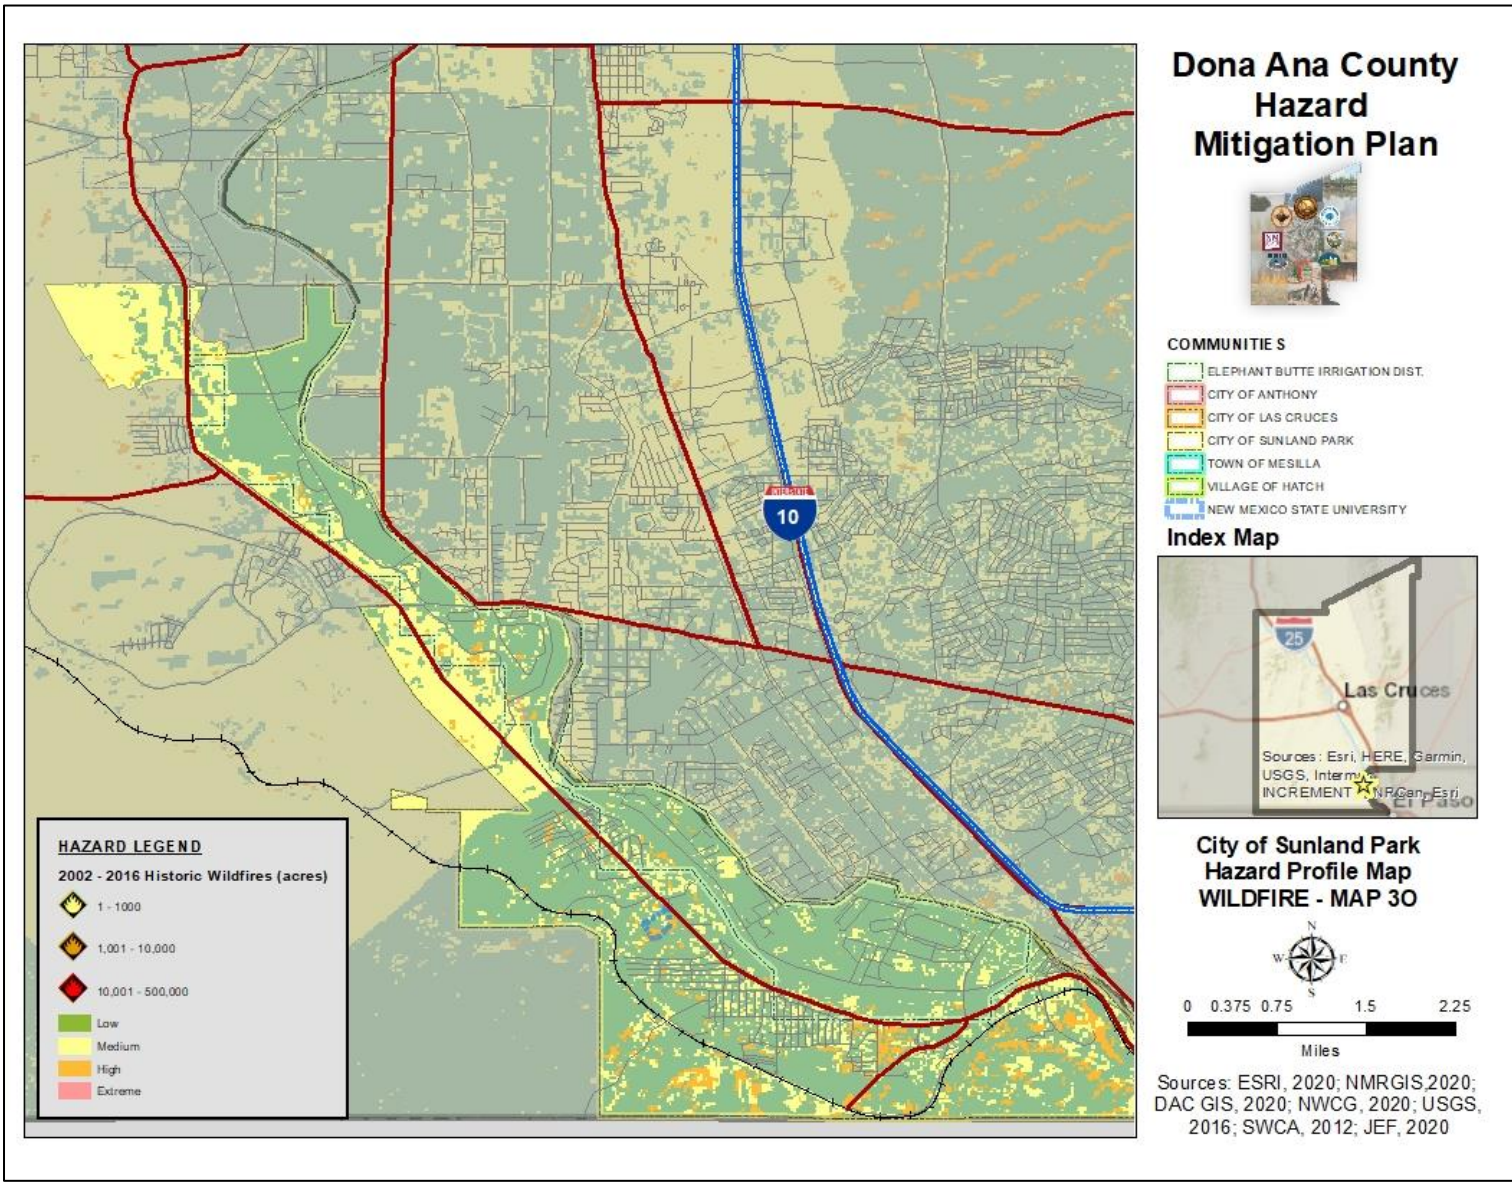 Dona Ana County
Hazard
Mitigation Plan
COMMUNITIES
ELEPHANT BUTTE IRRIGATION DIST.
CITY OF ANTHONY
CITY OF LAS CRUCES
CITY OF SUNLAND PARK
TOWN OF MESILLA
VILLAGE OF HATCH
NEW MEXICO STATE UNIVERSITY
Index Map
25
Las Cruces
Sources: Esri, HERE, Garmin,
USGS,
INCREMENT Esri
El Paso
City of Sunland Park
Hazard Profile Map
WILDFIRE - MAP 3O
N
W E
S
0 0.375 0.75 1.5 2.25
Miles
Sources: ESRI, 2020; NMRGIS,2020;
DAC GIS, 2020; NWCG, 2020; USGS,
2016; SWCA, 2012; JEF, 2020
INTERSTATE
10
HAZARD LEGEND
2002 - 2016 Historic Wildfires (acres)
1 - 1000
1,001 - 10,000
10,001 - 500,000
Low
Medium
High
Extreme